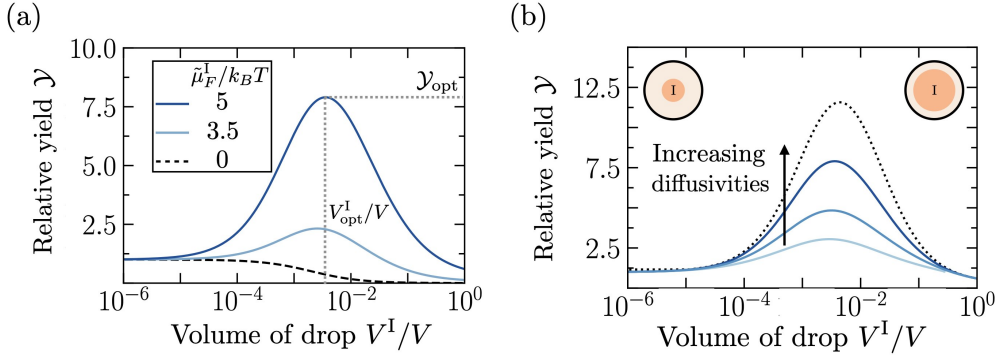 (a)
Relative yield 𝒴
10.0
7.5
5.0
2.5
μ̃_F^I/k_BT
5
3.5
0
𝒴_opt
V_opt^I/V
10^−6
10^−4
10^−2
10^0
Volume of drop V^I/V
(b)
Relative yield 𝒴
12.5
7.5
2.5
I
I
Increasing
diffusivities
10^−6
10^−4
10^−2
10^0
Volume of drop V^I/V